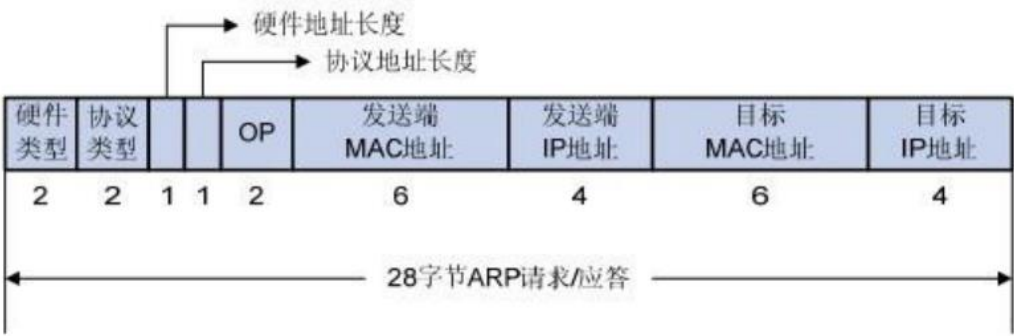 硬件地址长度
协议地址长度
硬件类型
协议类型
OP
发送端
MAC地址
发送端
IP地址
目标
MAC地址
目标
IP地址
2 2 1 1 2 6 4 6 4
28字节ARP请求/应答